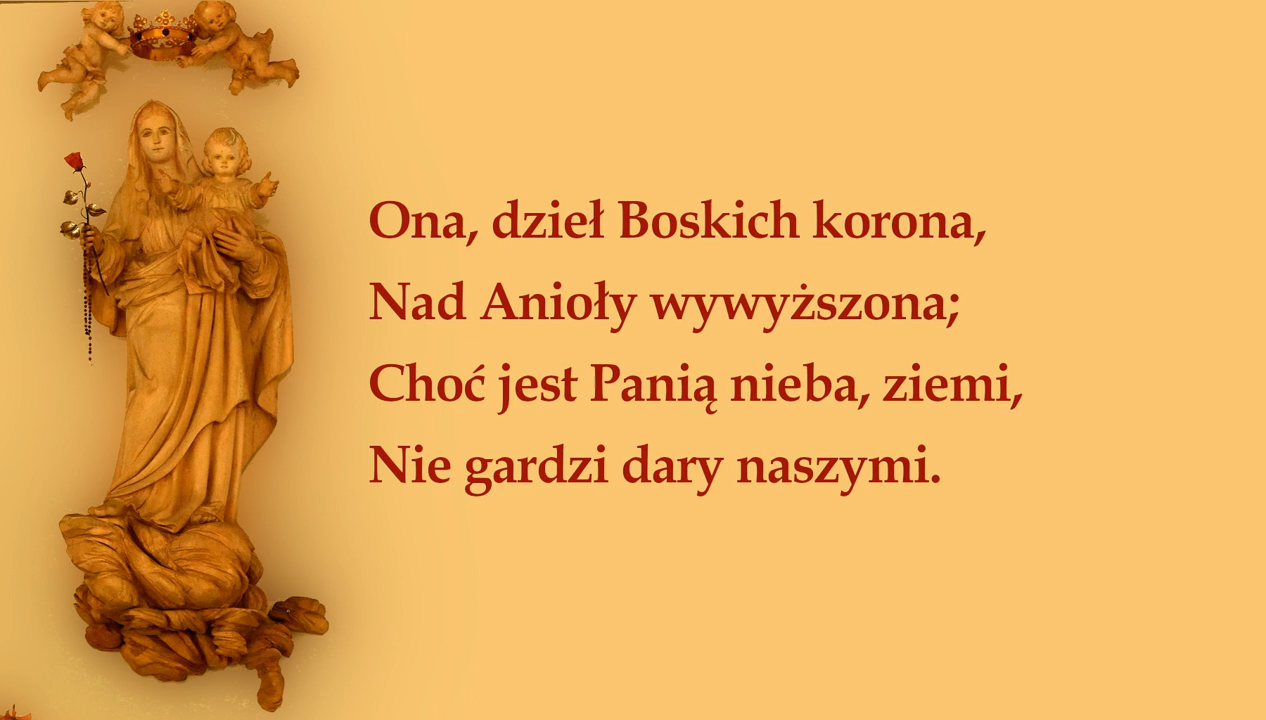 Ona, dzieł Boskich korona,
Nad Anioły wywyższona;
Choć jest Panią nieba, ziemi,
Nie gardzi dary naszymi.